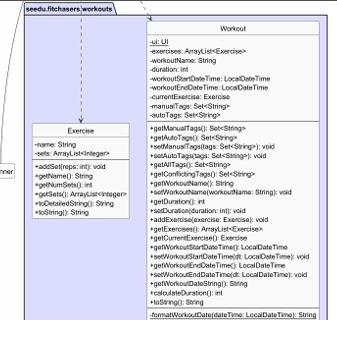 seedu.fitchasers.workouts
Workout
-ui: UI
-exercises: ArrayList<Exercise>
-workoutName: String
-duration: int
-workoutStartDateTime: LocalDateTime
-workoutEndDateTime: LocalDateTime
-currentExercise: Exercise
-manualTags: Set<String>
-autoTags: Set<String>
+getManualTags(): Set<String>
+getAutoTags(): Set<String>
+setManualTags(tags: Set<String>): void
+setAutoTags(tags: Set<String>): void
+getAllTags(): Set<String>
+getConflictingTags(): Set<String>
+getWorkoutName(): String
+setWorkoutName(workoutName: String): void
+getDuration(): int
+setDuration(duration: int): void
+addExercise(exercise: Exercise): void
+getExercises(): ArrayList<Exercise>
+getCurrentExercise(): Exercise
+getWorkoutStartDateTime(): LocalDateTime
+setWorkoutStartDateTime(dt: LocalDateTime): void
+getWorkoutEndDateTime(): LocalDateTime
+setWorkoutEndDateTime(dt: LocalDateTime): void
+getWorkoutDateString(): String
+calculateDuration(): int
+toString(): String
-formatWorkoutDate(dateTime: LocalDateTime): String
Exercise
-name: String
-sets: ArrayList<Integer>
+addSet(reps: int): void
+getName(): String
+getNumSets(): int
+getSets(): ArrayList<Integer>
+toDetailedString(): String
+toString(): String
nner